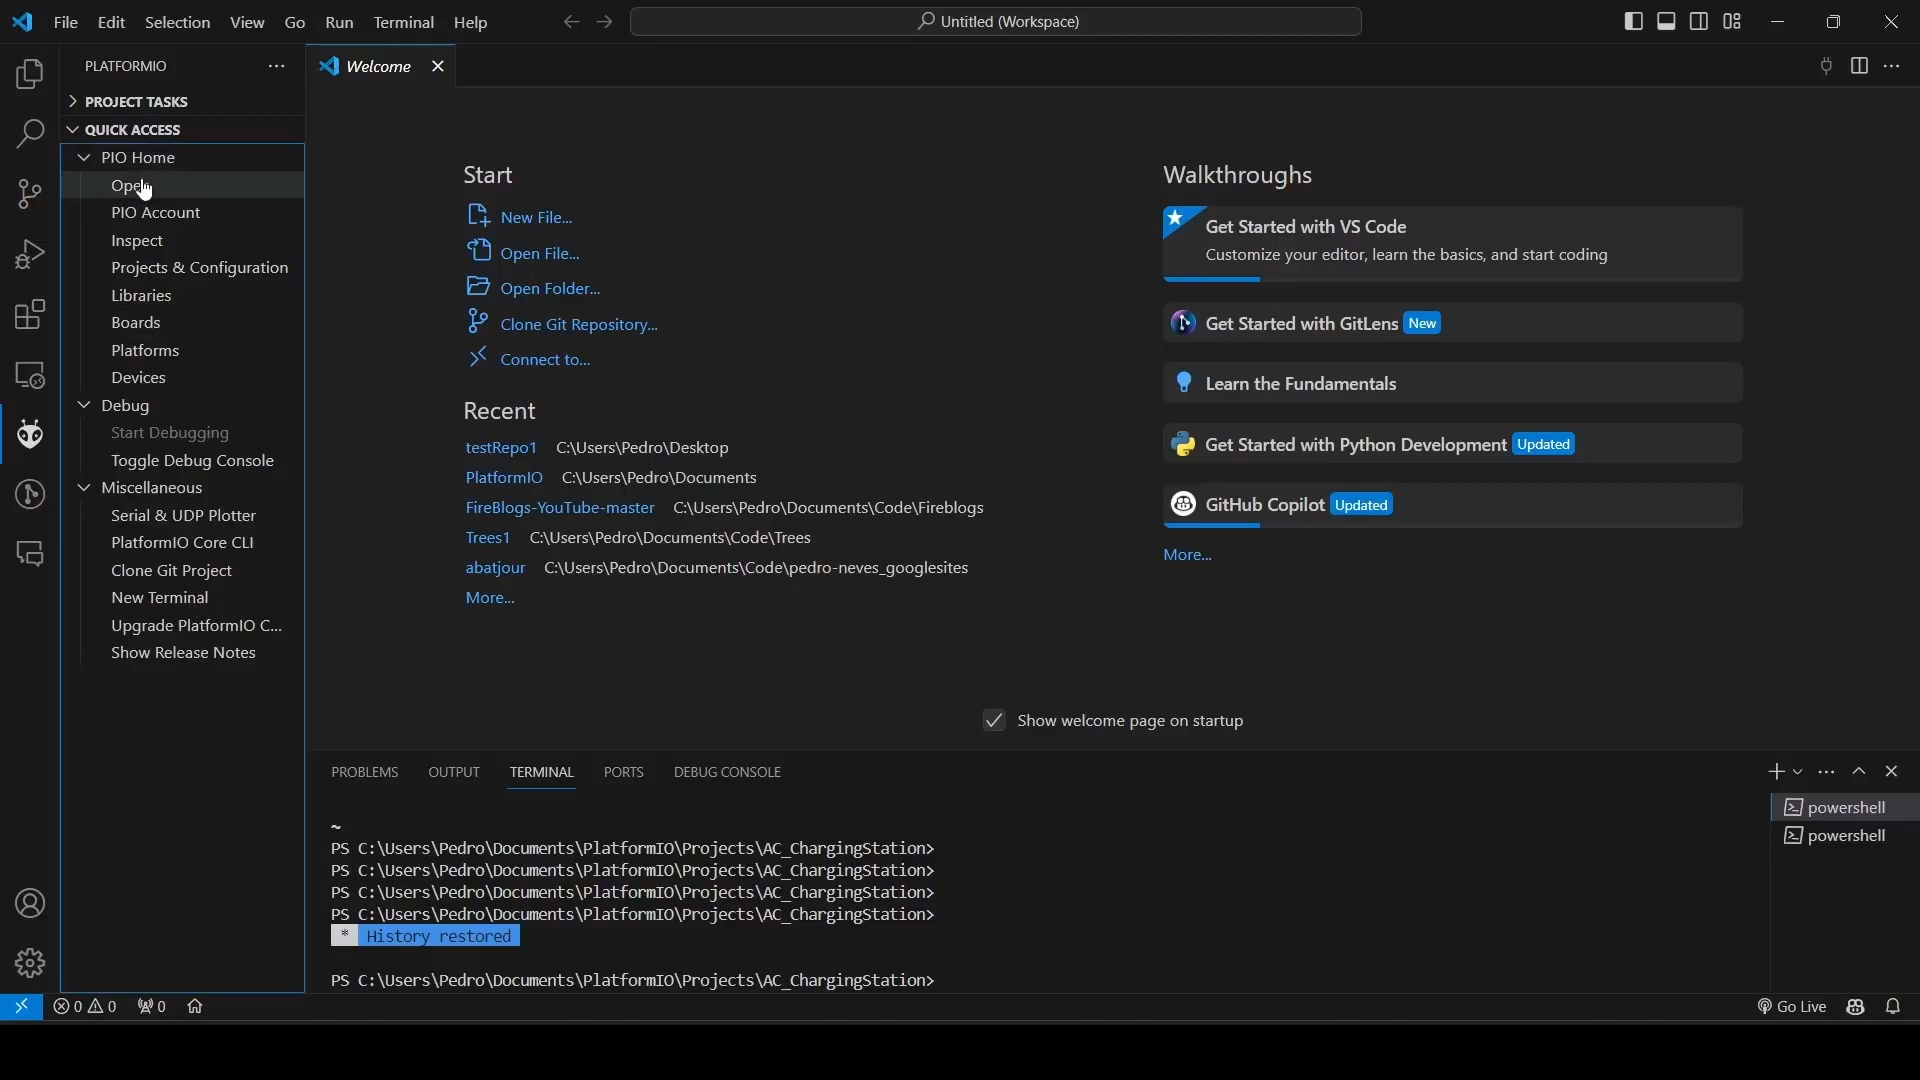 File Edit Selection View Go Run Terminal Help
Untitled (Workspace)
PLATFORMIO
PROJECT TASKS
QUICK ACCESS
PIO Home
PIO Account
Inspect
Projects & Configuration
Libraries
Boards
Platforms
Devices
Debug
Start Debugging
Toggle Debug Console
Miscellaneous
Serial & UDP Plotter
PlatformIO Core CLI
Clone Git Project
New Terminal
Upgrade PlatformIO C...
Show Release Notes
Welcome
Start
New File...
Open File...
Open Folder...
Clone Git Repository...
Connect to...
Recent
testRepo1 C:\Users\Pedro\Desktop
PlatformIO C:\Users\Pedro\Documents
FireBlogs-YouTube-master C:\Users\Pedro\Documents\Code\Fireblogs
Trees1 C:\Users\Pedro\Documents\Code\Trees
abatjour C:\Users\Pedro\Documents\Code\pedro-neves_googlesites
More...
Walkthroughs
Get Started with VS Code
Customize your editor, learn the basics, and start coding
Get Started with GitLens New
Learn the Fundamentals
Get Started with Python Development Updated
GitHub Copilot Updated
More...
Show welcome page on startup
PROBLEMS OUTPUT TERMINAL PORTS DEBUG CONSOLE
~
PS C:\Users\Pedro\Documents\PlatformIO\Projects\AC_ChargingStation>
PS C:\Users\Pedro\Documents\PlatformIO\Projects\AC_ChargingStation>
PS C:\Users\Pedro\Documents\PlatformIO\Projects\AC_ChargingStation>
PS C:\Users\Pedro\Documents\PlatformIO\Projects\AC_ChargingStation>
* History restored
PS C:\Users\Pedro\Documents\PlatformIO\Projects\AC_ChargingStation>
powershell
powershell
0 0 0
Go Live